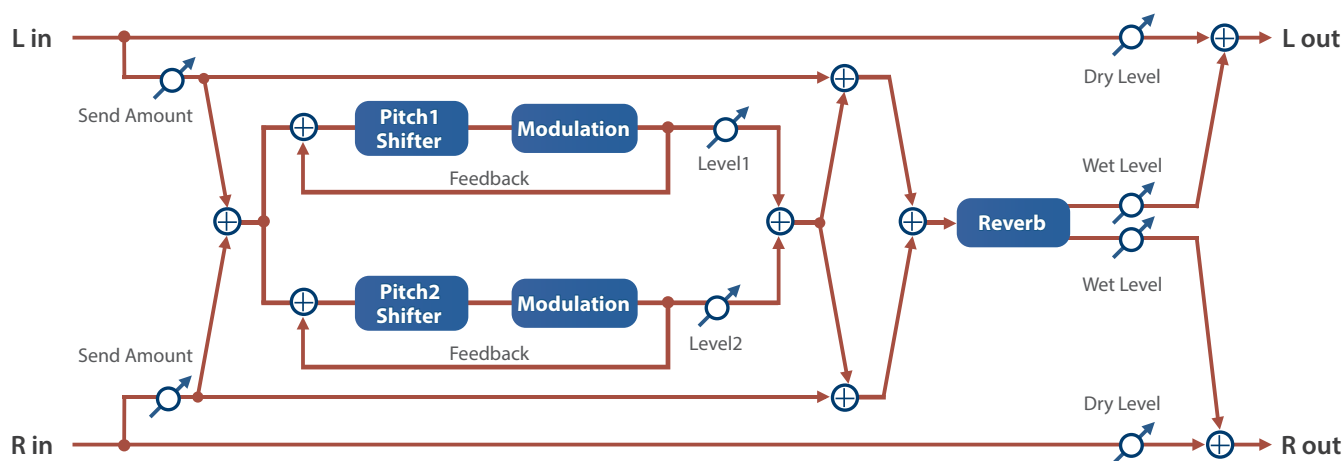 L in
L out
Dry Level
Send Amount
Pitch1
Shifter
Modulation
Level1
Feedback
Wet Level
Reverb
Wet Level
Pitch2
Shifter
Modulation
Level2
Feedback
Send Amount
Dry Level
R in
R out